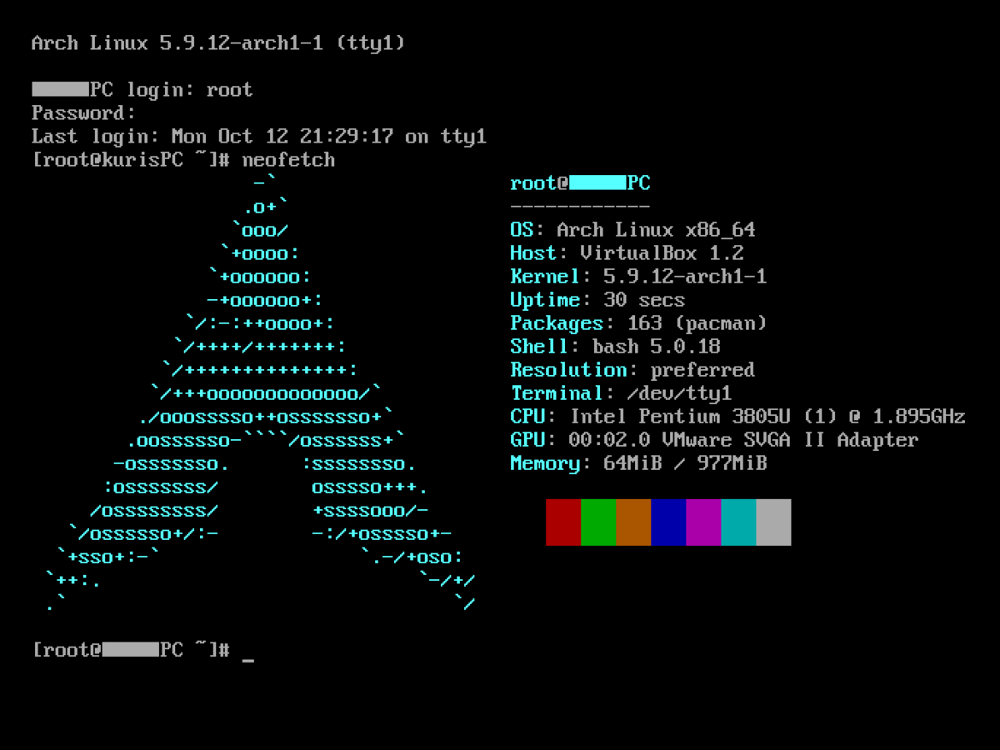 Arch Linux 5.9.12-arch1-1 (tty1)
PC login: root
Password:
Last login: Mon Oct 12 21:29:17 on tty1
[root@kurisPC ~]# neofetch
-`
.o+`
`ooo/
`+oooo:
`+oooooo:
-+oooooo+:
`/:-:++oooo+:
`/++++/+++++++:
`/++++++++++++++:
`/+++ooooooooooooo/`
./ooosssso++osssssso+`
.oossssso-````/ossssss+`
-osssssso.      :ssssssso.
:osssssss/        osssso+++.
/ossssssss/        +ssssooo/-
`/ossssso+/:-        -:/+osssso+-
`+sso+:-`                 `.-/+oso:
`++:.                           `-/+/
.`                                 `/
root@PC
------------
OS: Arch Linux x86_64
Host: VirtualBox 1.2
Kernel: 5.9.12-arch1-1
Uptime: 30 secs
Packages: 163 (pacman)
Shell: bash 5.0.18
Resolution: preferred
Terminal: /dev/tty1
CPU: Intel Pentium 3805U (1) @ 1.895GHz
GPU: 00:02.0 VMware SVGA II Adapter
Memory: 64MiB / 977MiB
[root@PC ~]# _